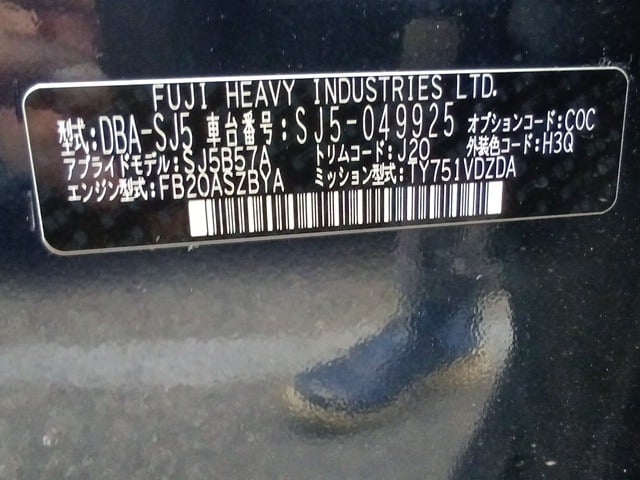 FUJI HEAVY INDUSTRIES LTD.
型式:DBA-SJ5 車台番号:SJ5-049925 オプションコード:COC
アプライドモデル:SJ5B57A トリムコード:J20 外装色コード:H3Q
エンジン型式:FB20ASZBYA ミッション型式:TY751VDZDA